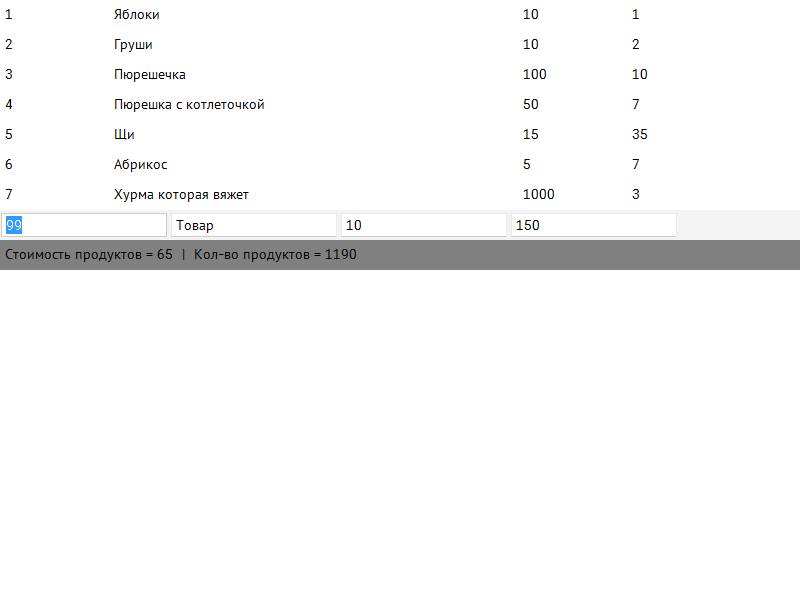 1 Яблоки 10 1
2 Груши 10 2
3 Пюрешечка 100 10
4 Пюрешка с котлеточкой 50 7
5 Щи 15 35
6 Абрикос 5 7
7 Хурма которая вяжет 1000 3
99 Товар 10 150
Стоимость продуктов = 65 | Кол-во продуктов = 1190